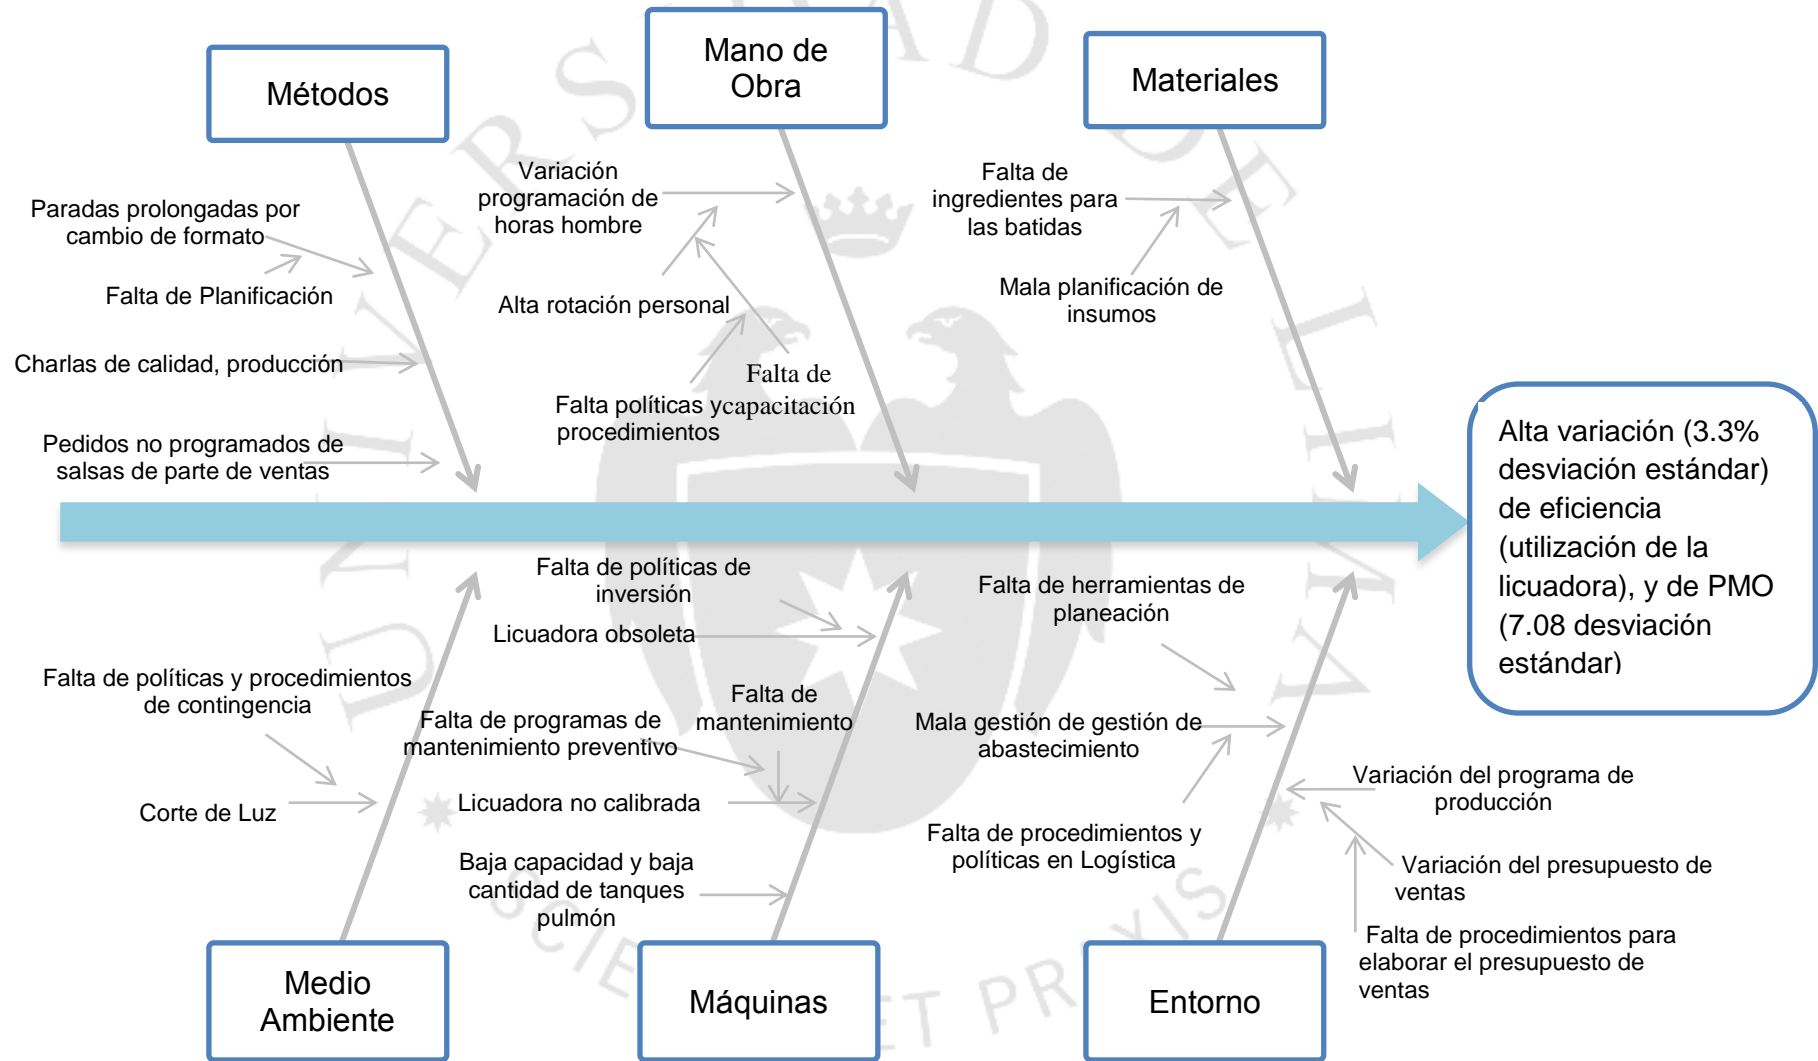 Métodos
Mano de
Obra
Materiales
Paradas prolongadas por
cambio de formato
Falta de Planificación
Charlas de calidad, producción
Pedidos no programados de
salsas de parte de ventas
Variación
programación de
horas hombre
Alta rotación personal
Falta políticas y
procedimientos
Falta de
capacitación
Falta de
ingredientes para
las batidas
Mala planificación de
insumos
Alta variación (3.3%
desviación estándar)
de eficiencia
(utilización de la
licuadora), y de PMO
(7.08 desviación
estándar)
Falta de políticas y procedimientos
de contingencia
Corte de Luz
Falta de políticas de
inversión
Licuadora obsoleta
Falta de
mantenimiento
Falta de programas de
mantenimiento preventivo
Licuadora no calibrada
Baja capacidad y baja
cantidad de tanques
pulmón
Falta de herramientas de
planeación
Mala gestión de gestión de
abastecimiento
Falta de procedimientos y
políticas en Logística
Variación del programa de
producción
Variación del presupuesto de
ventas
Falta de procedimientos para
elaborar el presupuesto de
ventas
Medio
Ambiente
Máquinas
Entorno
UNIVERSIDAD DE LIMA
SCIE ET PRAXIS